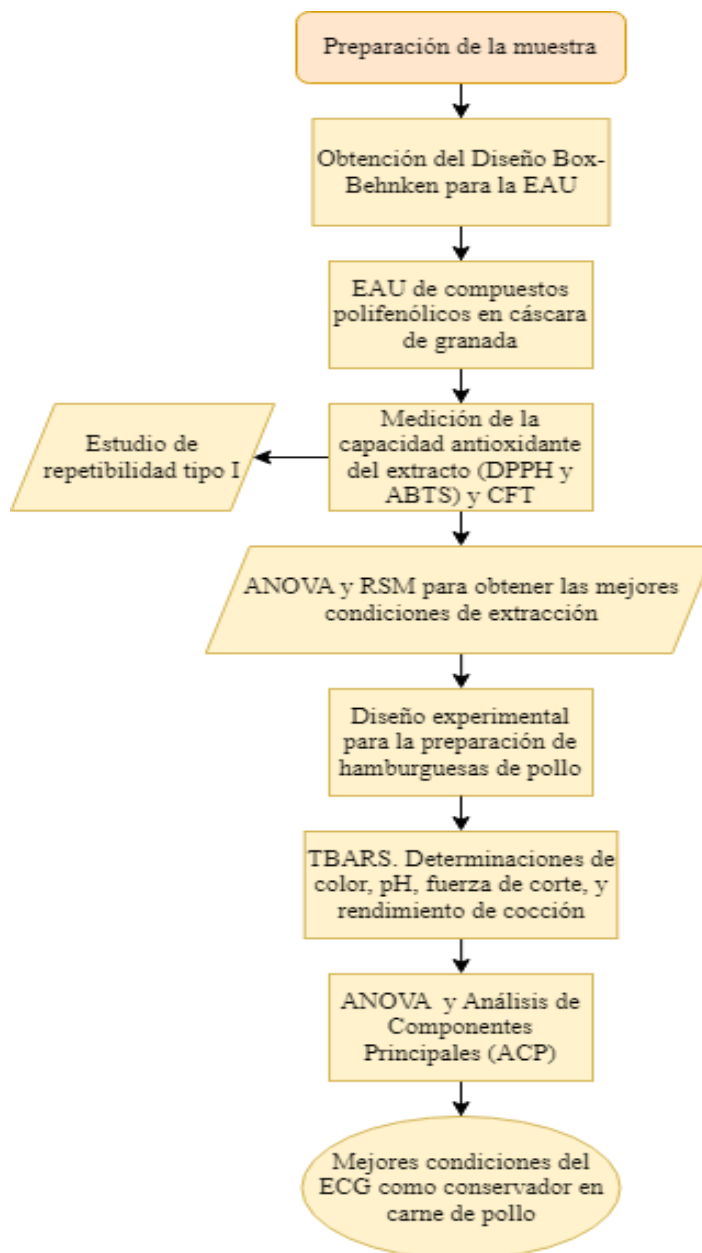 Preparación de la muestra
Obtención del Diseño Box-
Behnken para la EAU
EAU de compuestos
polifenólicos en cáscara
de granada
Medición de la
capacidad antioxidante
del extracto (DPPH y
ABTS) y CFT
Estudio de
repetibilidad tipo I
ANOVA y RSM para obtener las mejores
condiciones de extracción
Diseño experimental
para la preparación de
hamburguesas de pollo
TBARS. Determinaciones de
color, pH, fuerza de corte, y
rendimiento de cocción
ANOVA y Análisis de
Componentes
Principales (ACP)
Mejores condiciones del
ECG como conservador en
carne de pollo